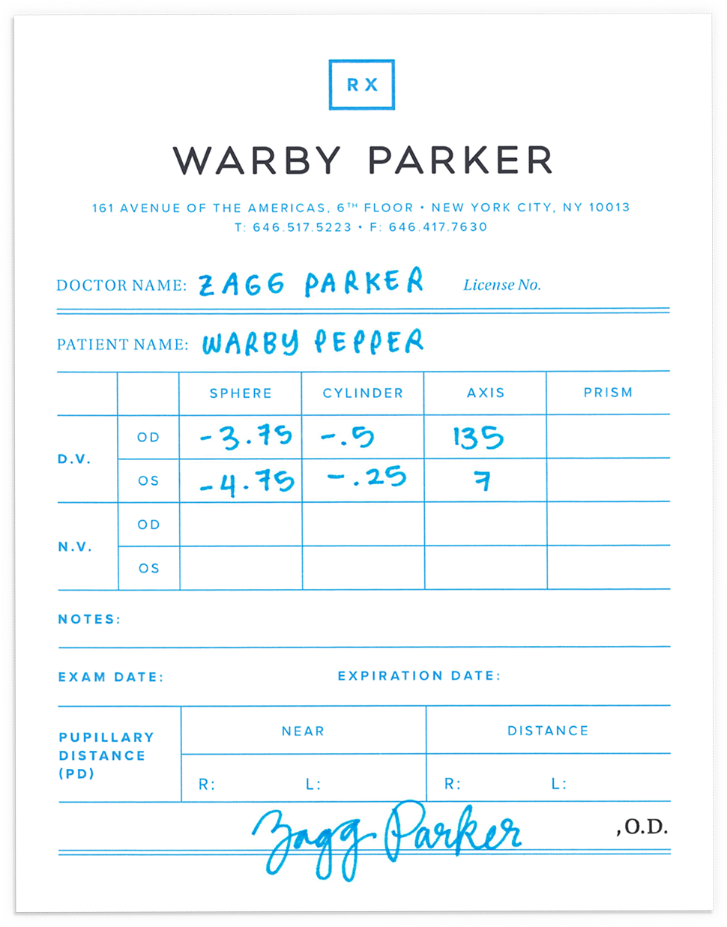 RX
WARBY PARKER
161 AVENUE OF THE AMERICAS, 6TH FLOOR • NEW YORK CITY, NY 10013
T: 646.517.5223 • F: 646.417.7630
DOCTOR NAME: ZAGG PARKER License No.
PATIENT NAME: WARBY PEPPER
SPHERE CYLINDER AXIS PRISM
D.V.
OD -3.75 -.5 135
OS -4.75 -.25 7
N.V.
OD
OS
NOTES:
EXAM DATE: EXPIRATION DATE:
PUPILLARY
DISTANCE
(PD)
NEAR DISTANCE
R: L: R: L:
Zagg Parker , O.D.